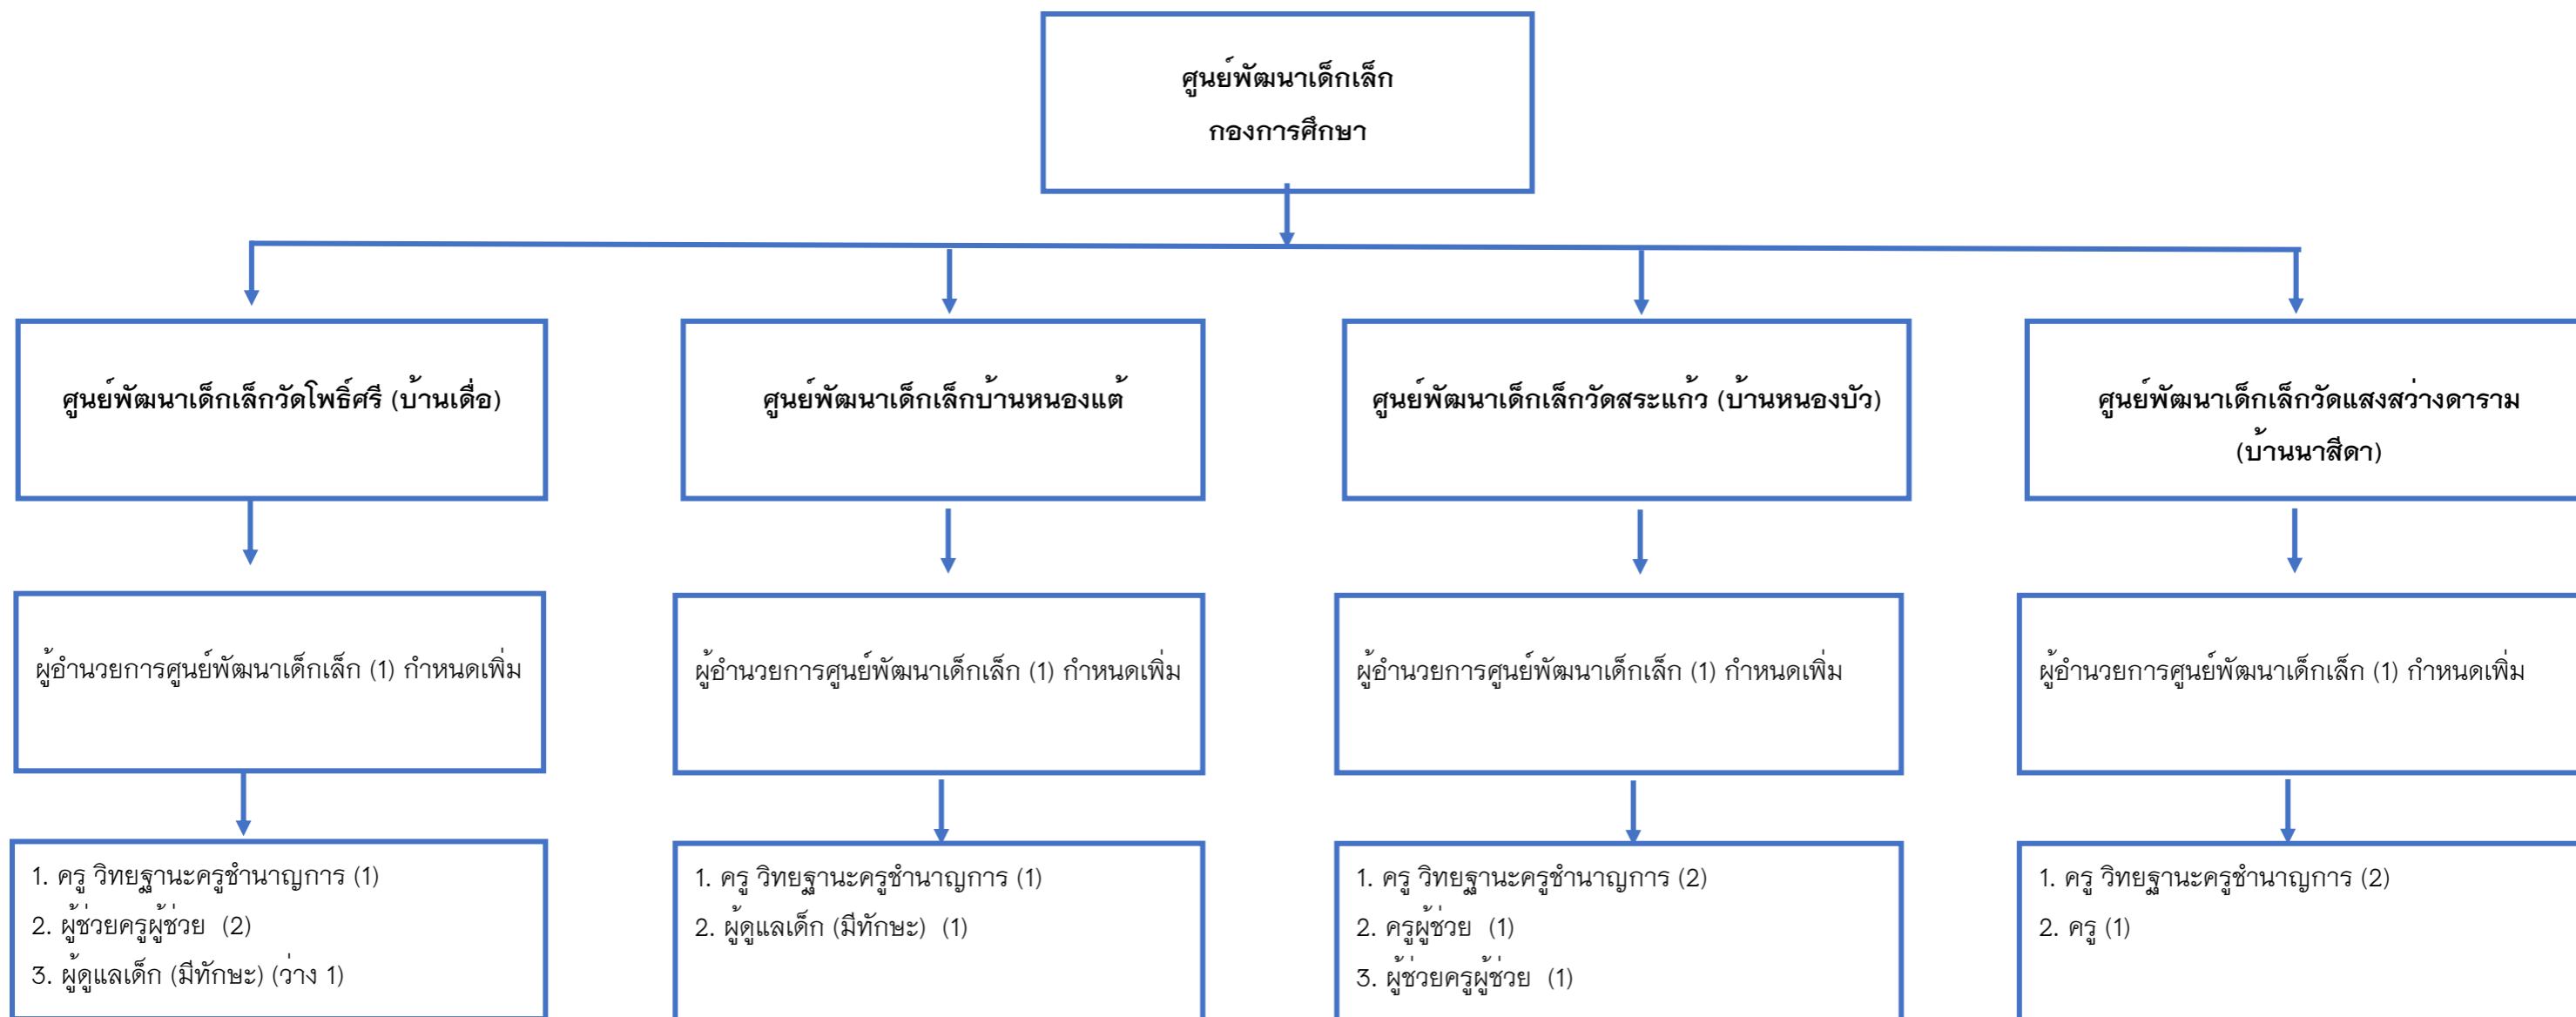 ศูนย์พัฒนาเด็กเล็ก
กองการศึกษา
ศูนย์พัฒนาเด็กเล็กวัดโพธิ์ศรี (บ้านเดื่อ)
ศูนย์พัฒนาเด็กเล็กบ้านหนองแต้
ศูนย์พัฒนาเด็กเล็กวัดสระแก้ว (บ้านหนองบัว)
ศูนย์พัฒนาเด็กเล็กวัดแสงสว่างดาราม
(บ้านนาสีดา)
ผู้อำนวยการศูนย์พัฒนาเด็กเล็ก (1) กำหนดเพิ่ม
ผู้อำนวยการศูนย์พัฒนาเด็กเล็ก (1) กำหนดเพิ่ม
ผู้อำนวยการศูนย์พัฒนาเด็กเล็ก (1) กำหนดเพิ่ม
ผู้อำนวยการศูนย์พัฒนาเด็กเล็ก (1) กำหนดเพิ่ม
1. ครู วิทยฐานะครูชำนาญการ (1)
2. ผู้ช่วยครูผู้ช่วย (2)
3. ผู้ดูแลเด็ก (มีทักษะ) (ว่าง 1)
1. ครู วิทยฐานะครูชำนาญการ (1)
2. ผู้ดูแลเด็ก (มีทักษะ) (1)
1. ครู วิทยฐานะครูชำนาญการ (2)
2. ครูผู้ช่วย (1)
3. ผู้ช่วยครูผู้ช่วย (1)
1. ครู วิทยฐานะครูชำนาญการ (2)
2. ครู (1)